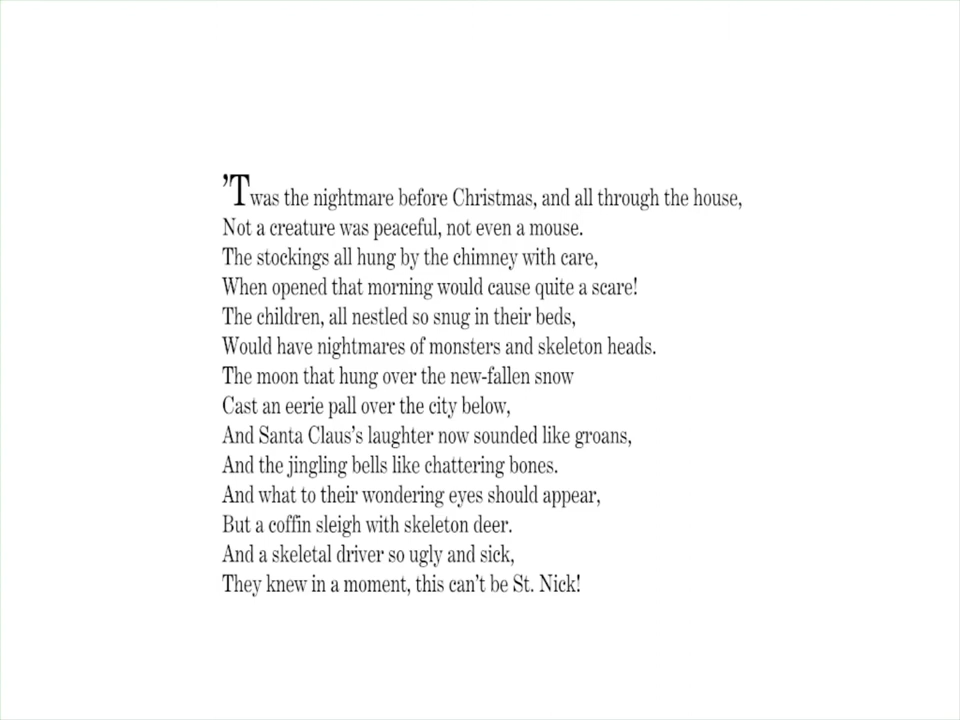 ’Twas the nightmare before Christmas, and all through the house,
Not a creature was peaceful, not even a mouse.
The stockings all hung by the chimney with care,
When opened that morning would cause quite a scare!
The children, all nestled so snug in their beds,
Would have nightmares of monsters and skeleton heads.
The moon that hung over the new-fallen snow
Cast an eerie pall over the city below,
And Santa Claus’s laughter now sounded like groans,
And the jingling bells like chattering bones.
And what to their wondering eyes should appear,
But a coffin sleigh with skeleton deer.
And a skeletal driver so ugly and sick,
They knew in a moment, this can’t be St. Nick!